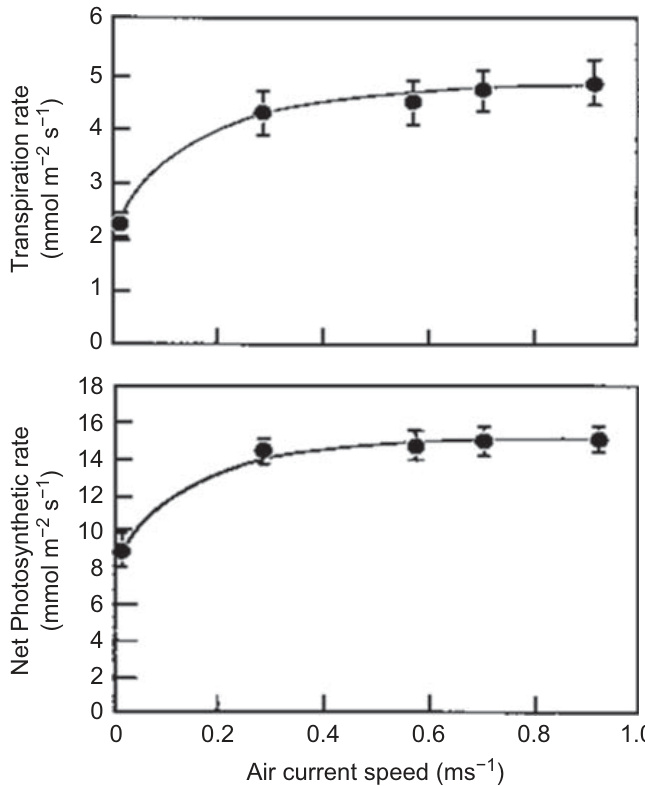 6
5
4
3
2
1
0
Transpiration rate
(mmol m−2 s−1)
18
16
14
12
10
8
6
4
2
0
Net Photosynthetic rate
(mmol m−2 s−1)
0 0.2 0.4 0.6 0.8 1.0
Air current speed (ms−1)